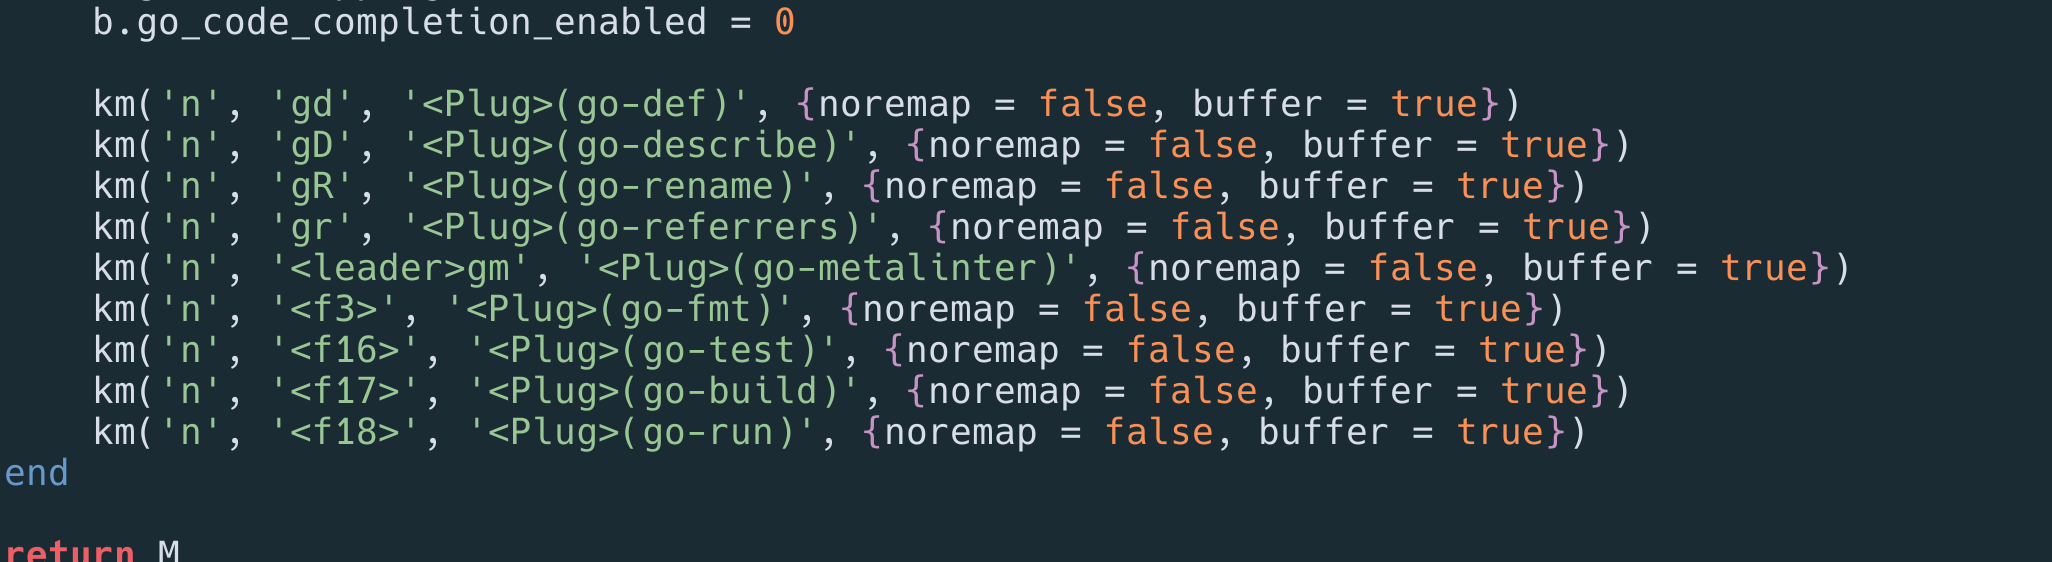 b.go_code_completion_enabled = 0
km('n', 'gd', '<Plug>(go-def)', {noremap = false, buffer = true})
km('n', 'gD', '<Plug>(go-describe)', {noremap = false, buffer = true})
km('n', 'gR', '<Plug>(go-rename)', {noremap = false, buffer = true})
km('n', 'gr', '<Plug>(go-referrers)', {noremap = false, buffer = true})
km('n', '<leader>gm', '<Plug>(go-metalinter)', {noremap = false, buffer = true})
km('n', '<f3>', '<Plug>(go-fmt)', {noremap = false, buffer = true})
km('n', '<f16>', '<Plug>(go-test)', {noremap = false, buffer = true})
km('n', '<f17>', '<Plug>(go-build)', {noremap = false, buffer = true})
km('n', '<f18>', '<Plug>(go-run)', {noremap = false, buffer = true})
end
return M